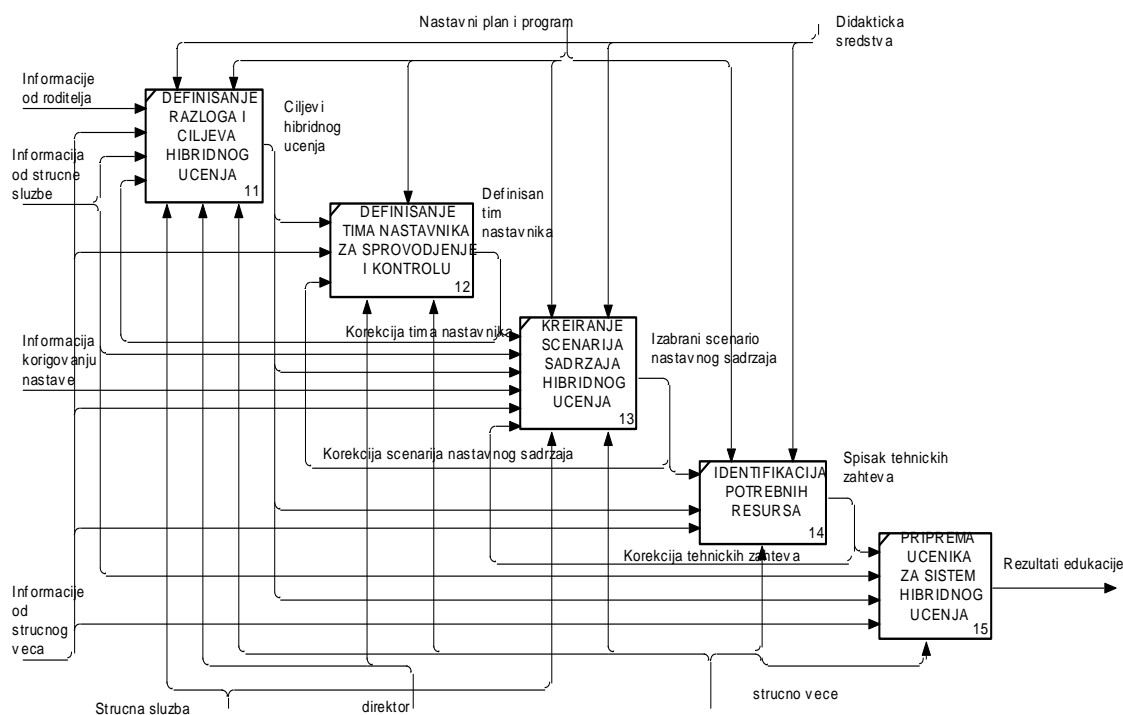 Nastavni plan i program
Didakticka
sredstva
Informacije
od roditelja
DEFINISANJE
RAZLOGA I
CILJEVA
HIBRIDNOG
UCENJA
11
Ciljevi
hibridnog
ucenja
Informacija
od strucne
sluzbe
DEFINISANJE
TIMA NASTAVNIKA
ZA SPROVODJENJE
I KONTROLU
12
Definisan
tim
nastavnika
Korekcija tima nastavnika
Informacija
korigovanju
nastave
KREIRANJE
SCENARIJA
SADRZAJA
HIBRIDNOG
UCENJA
13
Izabrani scenario
nastavnog sadrzaja
Korekcija scenarija nastavnog sadrzaja
IDENTIFIKACIJA
POTREBNIH
RESURSA
14
Spisak tehnickih
zahteva
Korekcija tehnickih zahteva
PRIPREMA
UCENIKA
ZA SISTEM
HIBRIDNOG
UCENJA
15
Rezultati edukacije
Informacije
od
strucnog
veca
Strucna sluzba
direktor
strucno vece